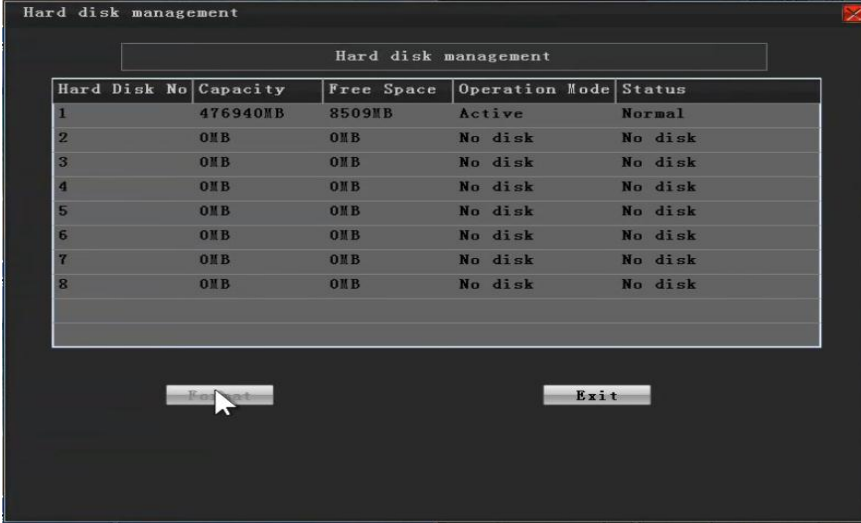 Hard disk management
Hard disk management
Hard Disk No Capacity Free Space Operation Mode Status
1 476940MB 8509MB Active Normal
2 0MB 0MB No disk No disk
3 0MB 0MB No disk No disk
4 0MB 0MB No disk No disk
5 0MB 0MB No disk No disk
6 0MB 0MB No disk No disk
7 0MB 0MB No disk No disk
8 0MB 0MB No disk No disk
Format Exit